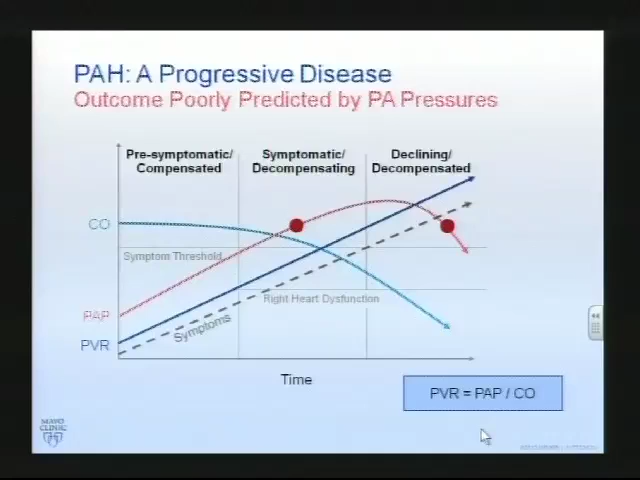 PAH: A Progressive Disease
Outcome Poorly Predicted by PA Pressures
Pre-symptomatic/
Compensated
Symptomatic/
Decompensating
Declining/
Decompensated
CO
Symptom Threshold
Right Heart Dysfunction
PAP
Symptoms
PVR
Time
PVR = PAP / CO
MAYO
CLINIC